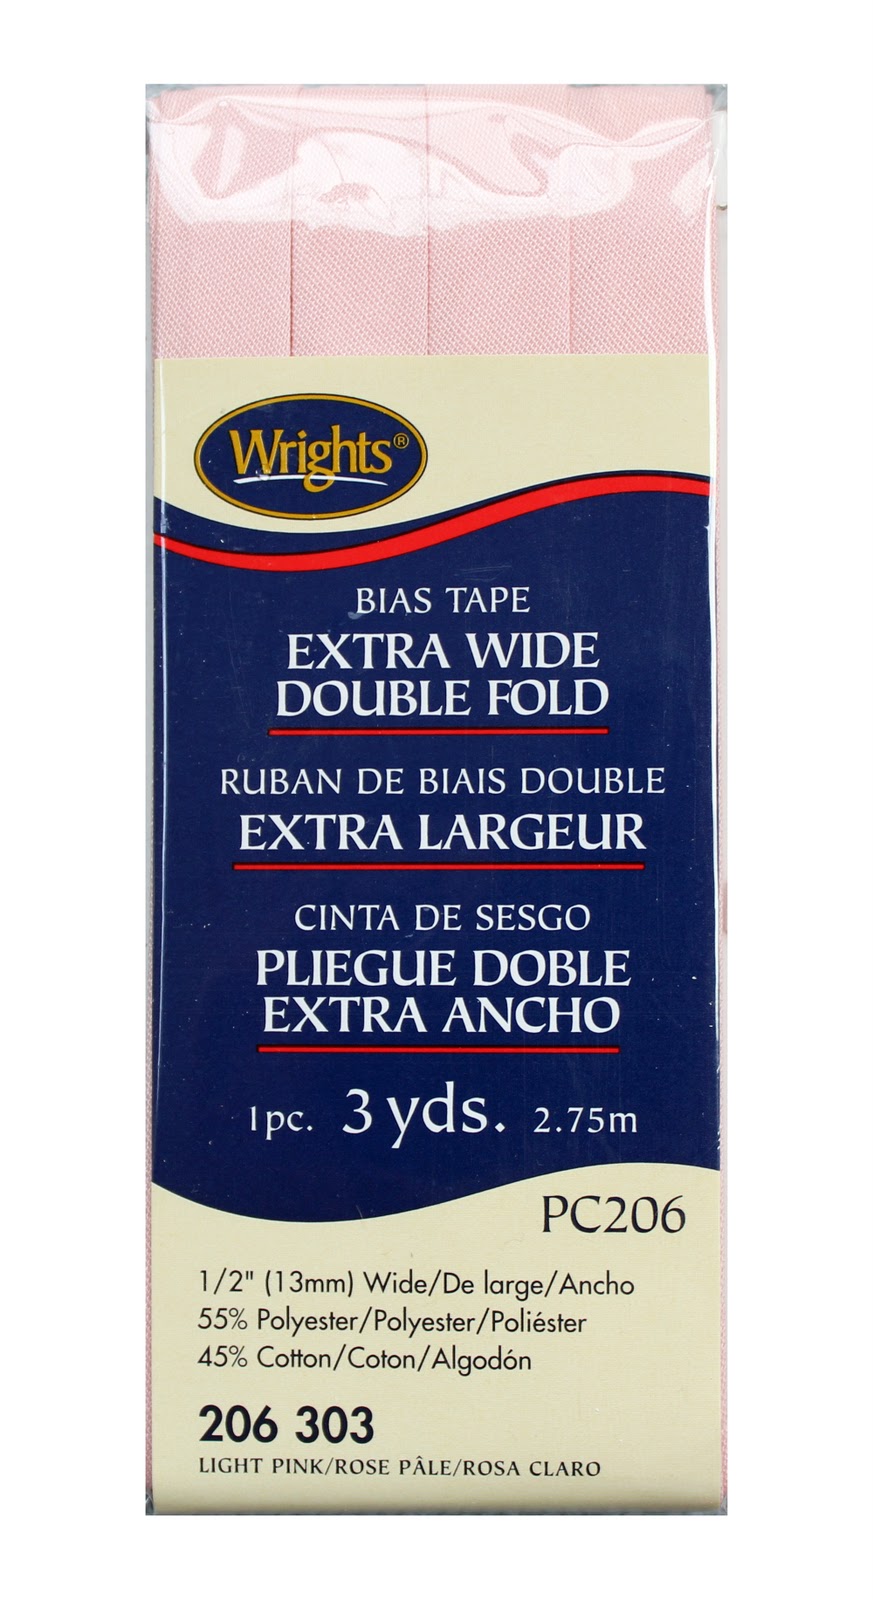 Wrights®
BIAS TAPE
EXTRA WIDE
DOUBLE FOLD
RUBAN DE BIAIS DOUBLE
EXTRA LARGEUR
CINTA DE SESGO
PLIEGUE DOBLE
EXTRA ANCHO
1pc. 3 yds. 2.75m
PC206
1/2" (13mm) Wide/De large/Ancho
55% Polyester/Polyester/Poliéster
45% Cotton/Coton/Algodón
206 303
LIGHT PINK/ROSE PÂLE/ROSA CLARO